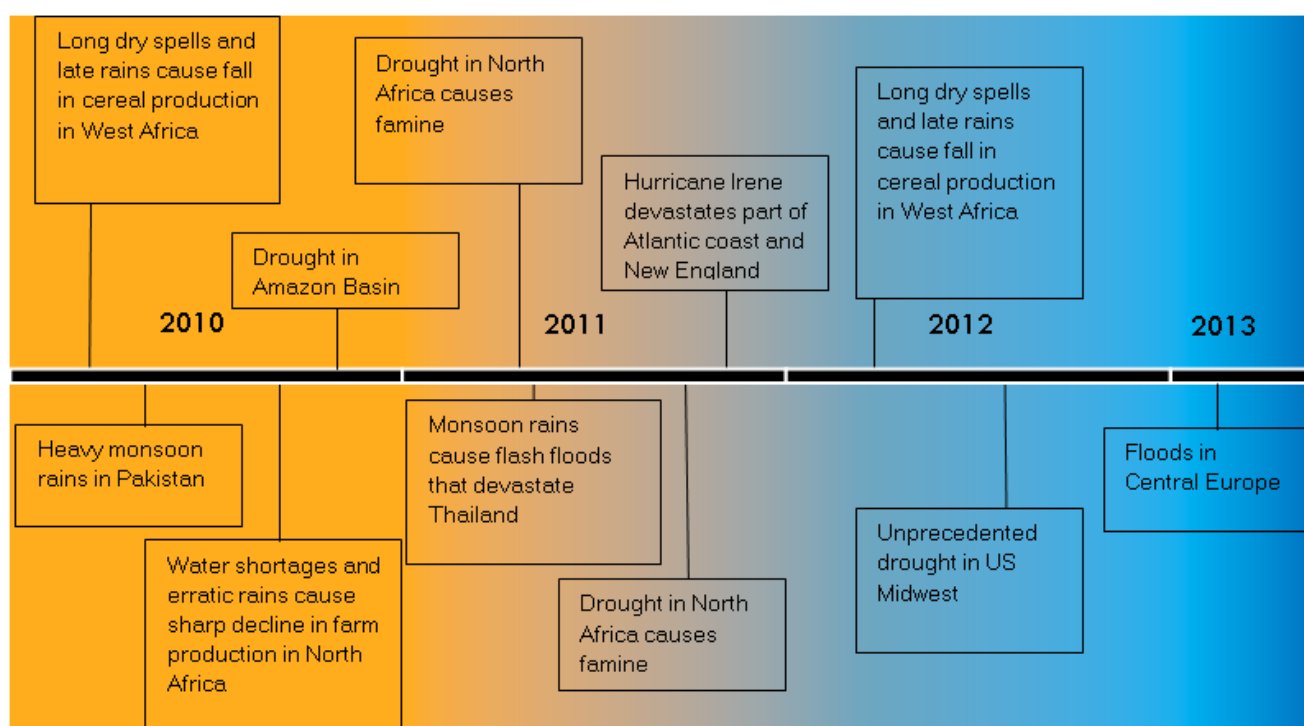 Long dry spells and
late rains cause fall
in cereal production
in West Africa
Drought in North
Africa causes
famine
Long dry spells
and late rains
cause fall in
cereal production
in West Africa
Hurricane Irene
devastates part of
Atlantic coast and
New England
Drought in
Amazon Basin
2010
2011
2012
2013
Heavy monsoon
rains in Pakistan
Monsoon rains
cause flash floods
that devastate
Thailand
Floods in
Central Europe
Water shortages and
erratic rains cause
sharp decline in farm
production in North
Africa
Drought in North
Africa causes
famine
Unprecedented
drought in US
Midwest